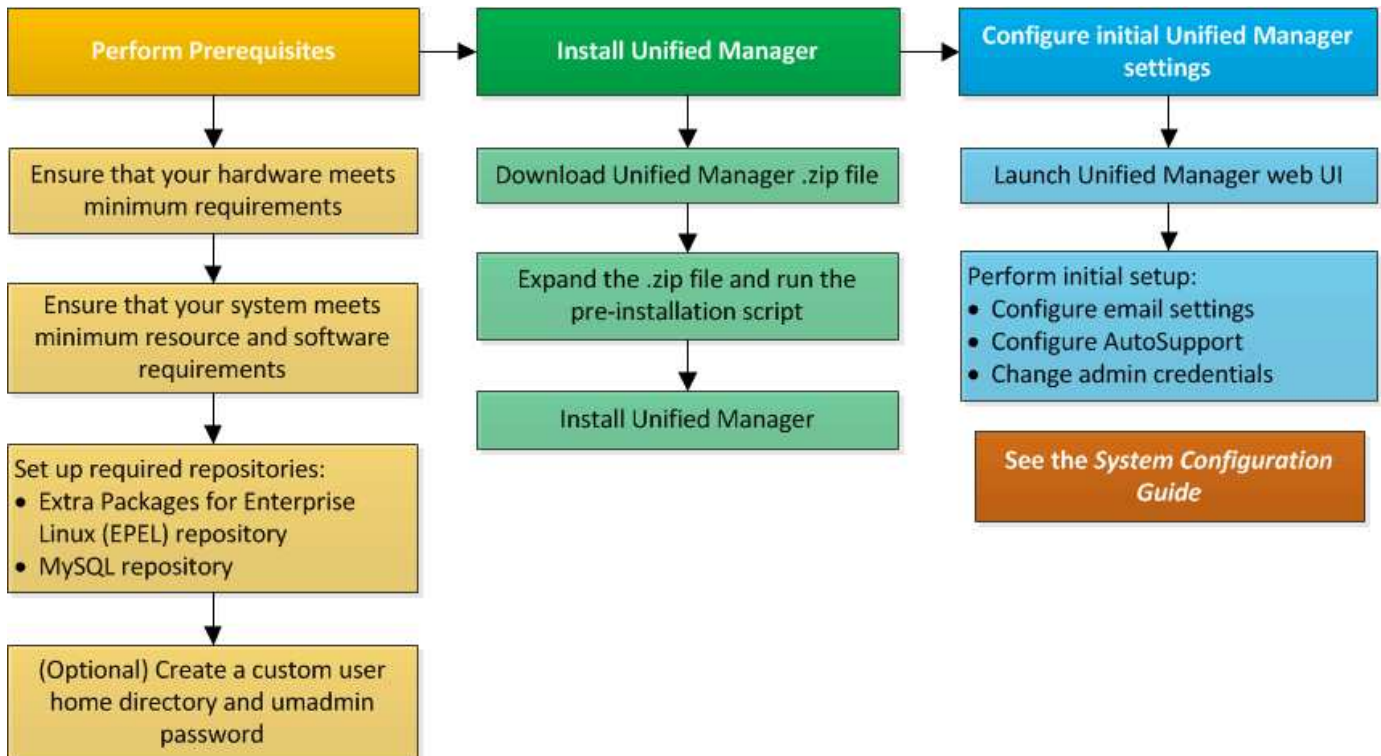 Perform Prerequisites
Ensure that your hardware meets
minimum requirements
Ensure that your system meets
minimum resource and software
requirements
Set up required repositories:
• Extra Packages for Enterprise
Linux (EPEL) repository
• MySQL repository
(Optional) Create a custom user
home directory and umadmin
password
Install Unified Manager
Download Unified Manager .zip file
Expand the .zip file and run the
pre-installation script
Install Unified Manager
Configure initial Unified Manager
settings
Launch Unified Manager web UI
Perform initial setup:
• Configure email settings
• Configure AutoSupport
• Change admin credentials
See the System Configuration
Guide